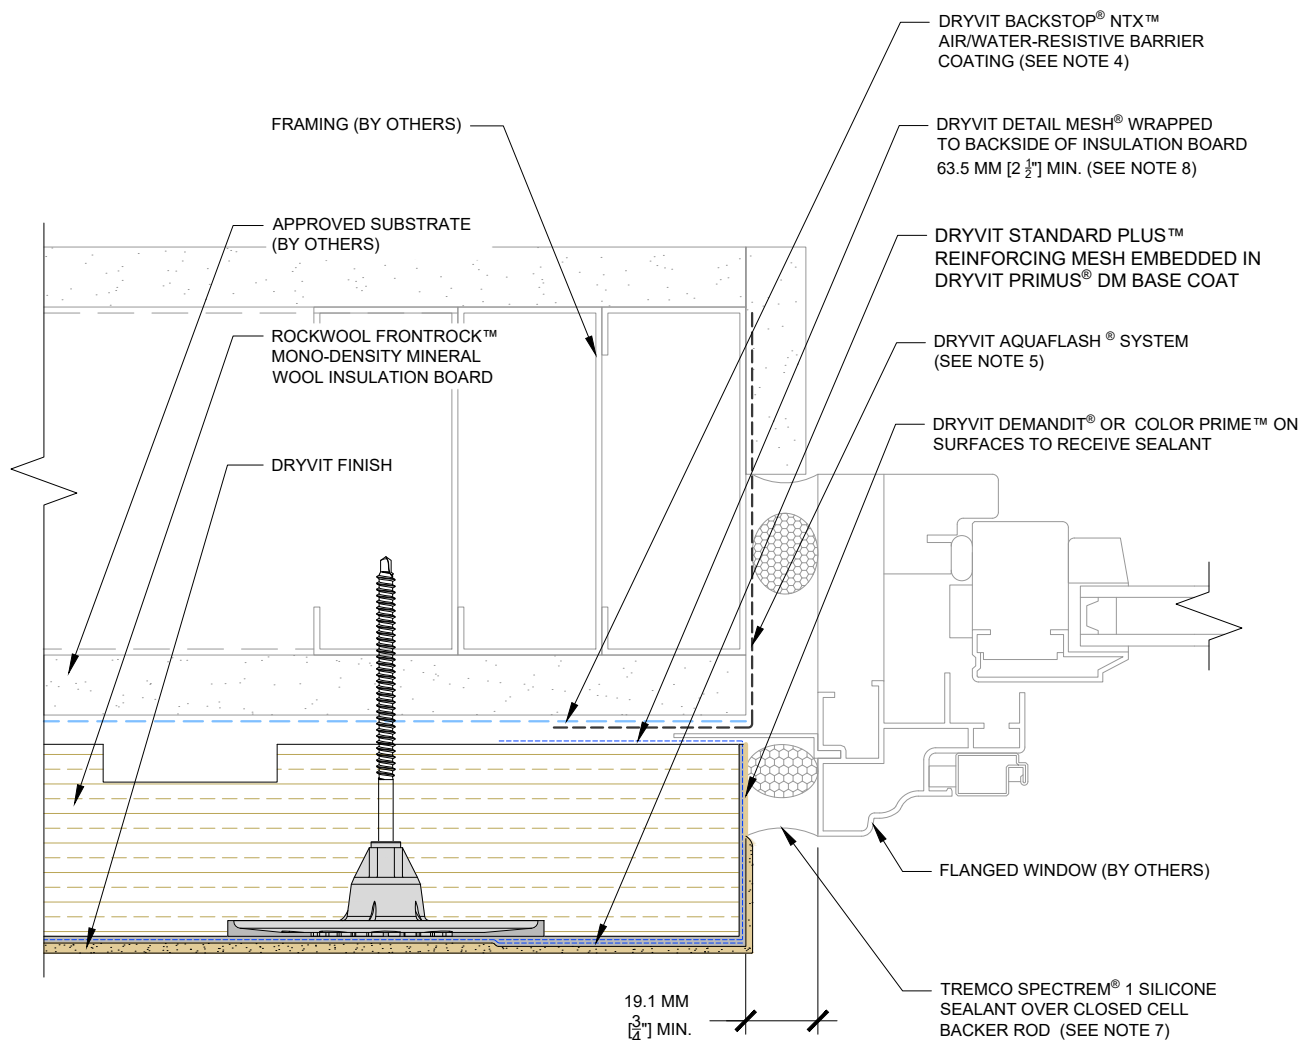 DRYVIT BACKSTOP® NTX™
AIR/WATER-RESISTIVE BARRIER
COATING (SEE NOTE 4)
FRAMING (BY OTHERS)
DRYVIT DETAIL MESH® WRAPPED
TO BACKSIDE OF INSULATION BOARD
63.5 MM [2 1/2"] MIN. (SEE NOTE 8)
APPROVED SUBSTRATE
(BY OTHERS)
DRYVIT STANDARD PLUS™
REINFORCING MESH EMBEDDED IN
DRYVIT PRIMUS® DM BASE COAT
ROCKWOOL FRONTROCK™
MONO-DENSITY MINERAL
WOOL INSULATION BOARD
DRYVIT AQUAFLASH ® SYSTEM
(SEE NOTE 5)
DRYVIT DEMANDIT® OR COLOR PRIME™ ON
SURFACES TO RECEIVE SEALANT
DRYVIT FINISH
FLANGED WINDOW (BY OTHERS)
TREMCO SPECTREM® 1 SILICONE
SEALANT OVER CLOSED CELL
BACKER ROD (SEE NOTE 7)
19.1 MM
[3/4"] MIN.